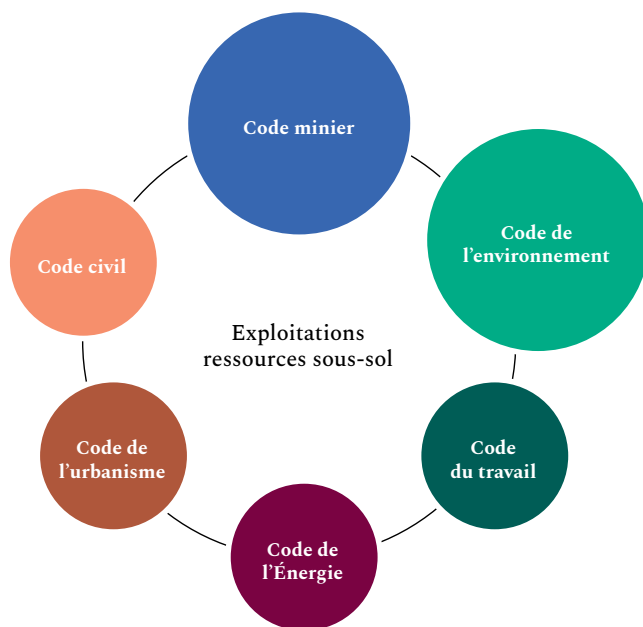 Code minier
Code de
l'environnement
Code civil
Exploitations
ressources sous-sol
Code de
l'urbanisme
Code
du travail
Code de
l'Énergie